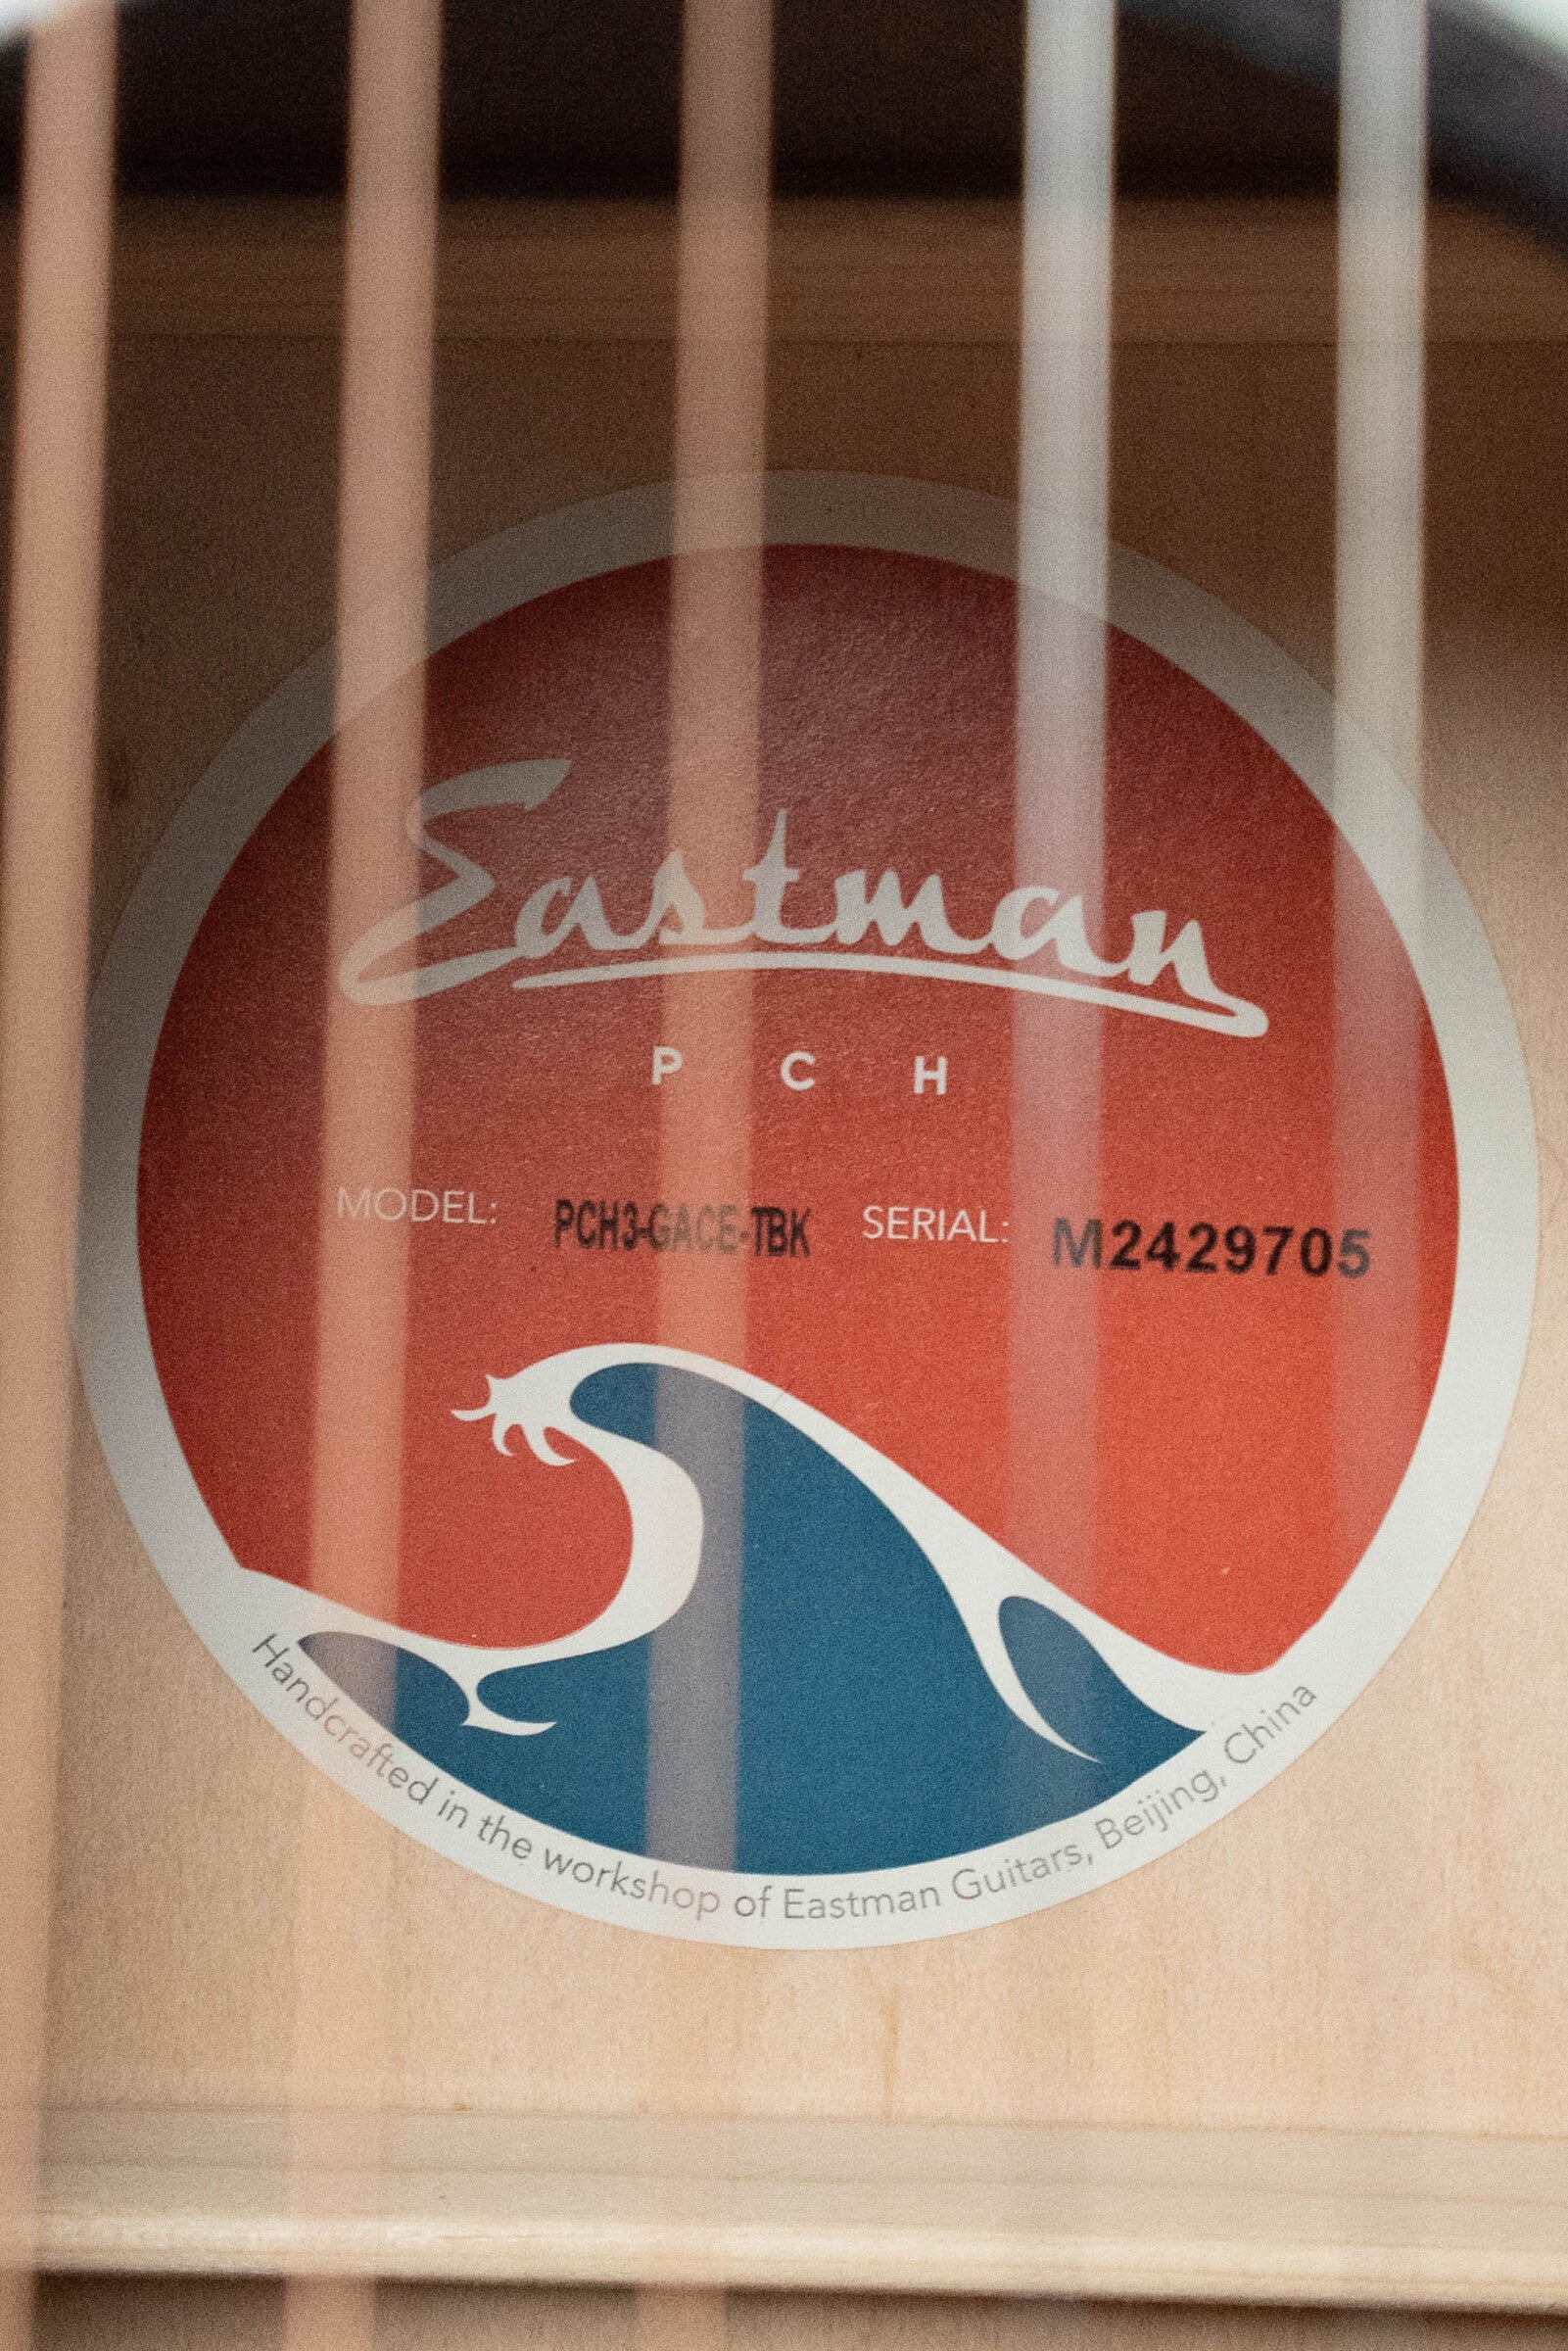 Eastman
P C H
MODEL: PCH3-GACE-TBK SERIAL: M2429705
Handcrafted in the workshop of Eastman Guitars, Beijing, China